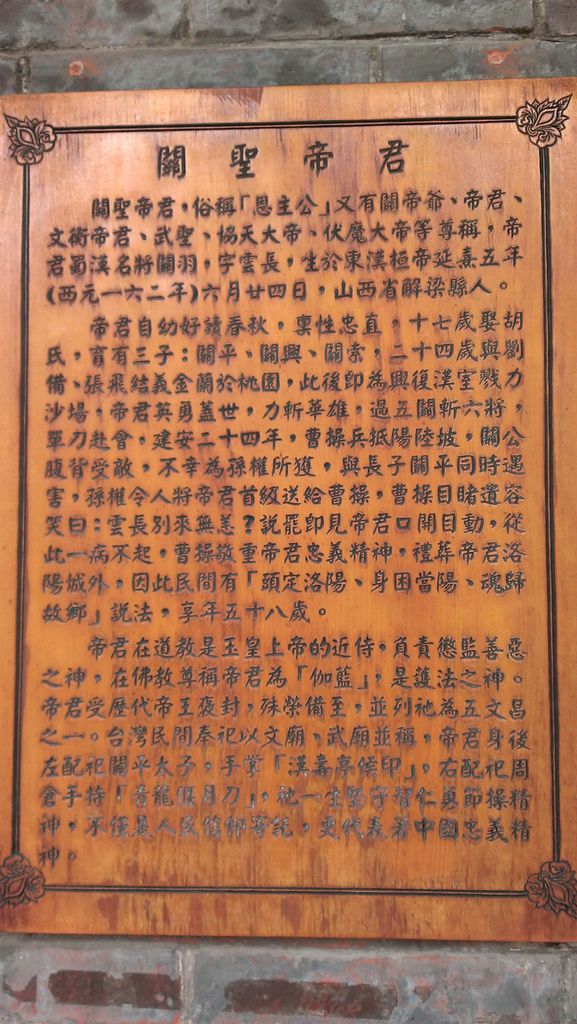 關聖帝君
關聖帝君，俗稱「恩主公」又有關帝爺、帝君、
文衡帝君、武聖、協天大帝、伏魔大帝等尊稱，帝
君蜀漢名將關羽，字雲長，生於東漢桓帝延熹五年
(西元一六二年)六月廿四日，山西省解梁縣人。
帝君自幼好讀春秋，稟性忠直，十七歲娶胡
氏，育有三子：關平、關興、關索，二十四歲與劉
備、張飛結義金蘭於桃園，此後即為興復漢室戮力
沙場，帝君英勇蓋世，力斬華雄，過五關斬六將，
單刀赴會，建安二十四年，曹操兵抵陽陸坡，關公
腹背受敵，不幸為孫權所獲，與長子關平同時遇
害，孫權令人將帝君首級送給曹操，曹操目睹遺容
笑曰：雲長別來無恙？說罷即見帝君口開目動，從
此一病不起，曹操敬重帝君忠義精神，禮葬帝君洛
陽城外，因此民間有「頭定洛陽、身困當陽、魂歸
故鄉」說法，享年五十八歲。
帝君在道教是玉皇上帝的近侍，負責懲監善惡
之神，在佛教尊稱帝君為「伽藍」，是護法之神。
帝君受歷代帝王褒封，殊榮備至，並列祂為五文昌
之一。台灣民間奉祀以文廟、武廟並稱，帝君身後
左配祀關平太子，手掌「漢壽亭侯印」，右配祀周
倉手持「青龍偃月刀」，祂一生堅守智仁勇節操精
神，不僅是人民信仰寄託，更代表著中國忠義精
神。